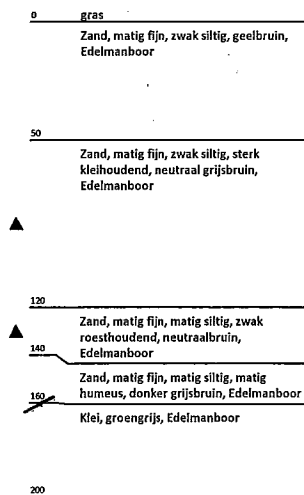 0 gras
Zand, matig fijn, zwak siltig, geelbruin,
Edelmanboor
50
Zand, matig fijn, zwak siltig, sterk
kleihoudend, neutraal grijsbruin,
Edelmanboor
120
Zand, matig fijn, matig siltig, zwak
roesthoudend, neutraalbruin,
140 Edelmanboor
Zand, matig fijn, matig siltig, matig
160 humeus, donker grijsbruin, Edelmanboor
Klei, groengrijs, Edelmanboor
200